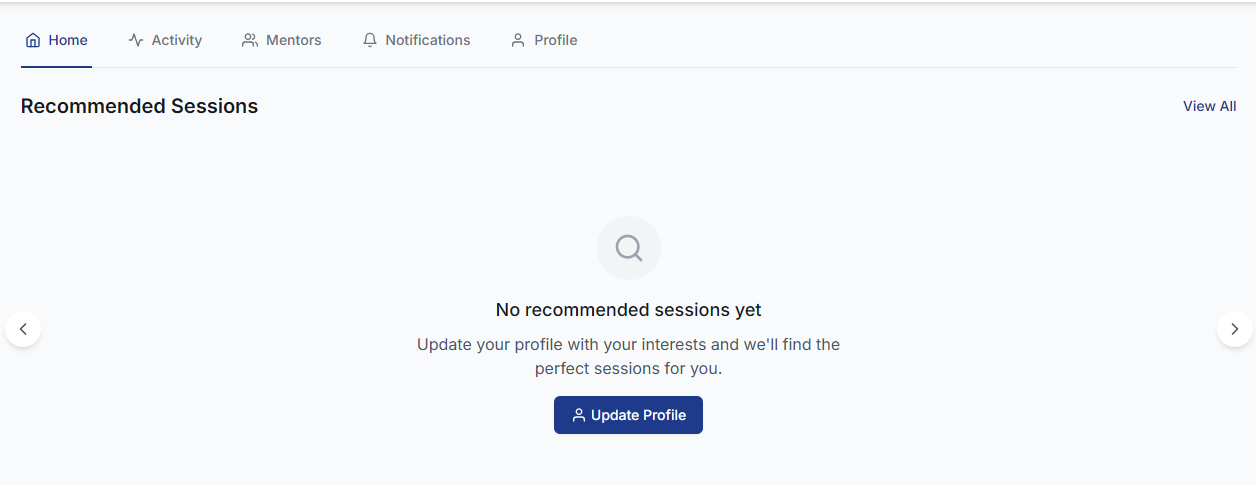 Home Activity Mentors Notifications Profile
Recommended Sessions View All
No recommended sessions yet
Update your profile with your interests and we'll find the
perfect sessions for you.
Update Profile